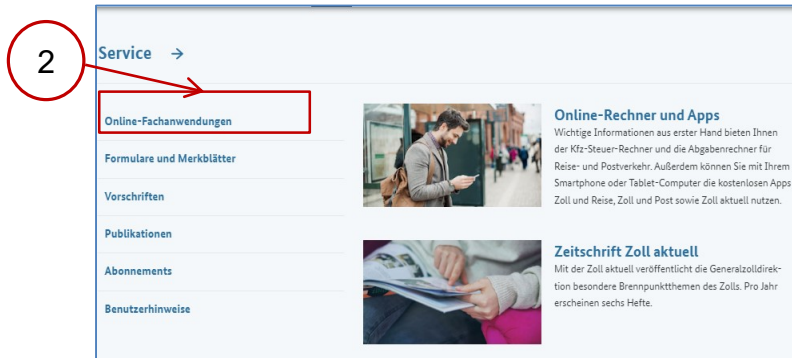 2
Service →
Online-Fachanwendungen
Formulare und Merkblätter
Vorschriften
Publikationen
Abonnements
Benutzerhinweise
Online-Rechner und Apps
Wichtige Informationen aus erster Hand bieten Ihnen
der Kfz-Steuer-Rechner und die Abgabenrechner für
Reise- und Postverkehr. Außerdem können Sie mit Ihrem
Smartphone oder Tablet-Computer die kostenlosen Apps
Zoll und Reise, Zoll und Post sowie Zoll aktuell nutzen.
Zeitschrift Zoll aktuell
Mit der Zoll aktuell veröffentlicht die Generalzolldirek-
tion besondere Brennpunktthemen des Zolls. Pro Jahr
erscheinen sechs Hefte.